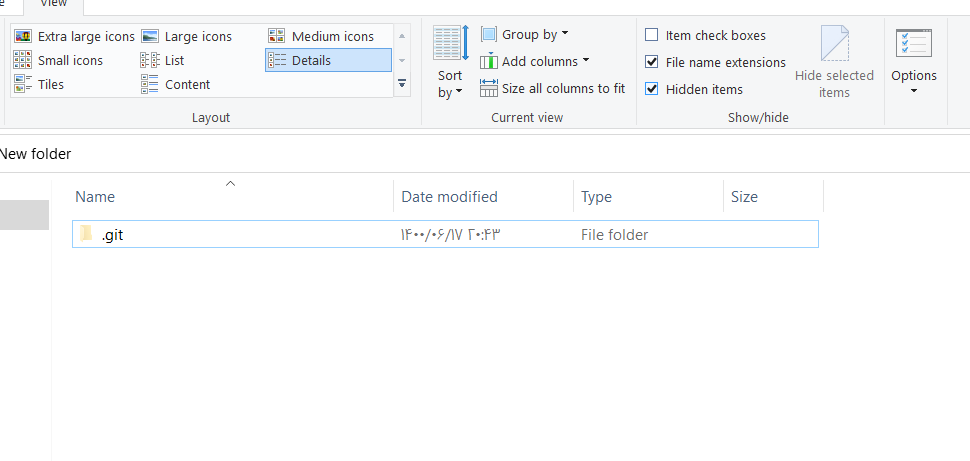 View
Extra large icons
Large icons
Medium icons
Small icons
List
Details
Tiles
Content
Layout
Sort by
Group by
Add columns
Size all columns to fit
Current view
Item check boxes
File name extensions
Hidden items
Hide selected items
Show/hide
Options
New folder
Name
Date modified
Type
Size
.git
۱۴۰۰/۰۶/۱۷ ۲۰:۴۳
File folder